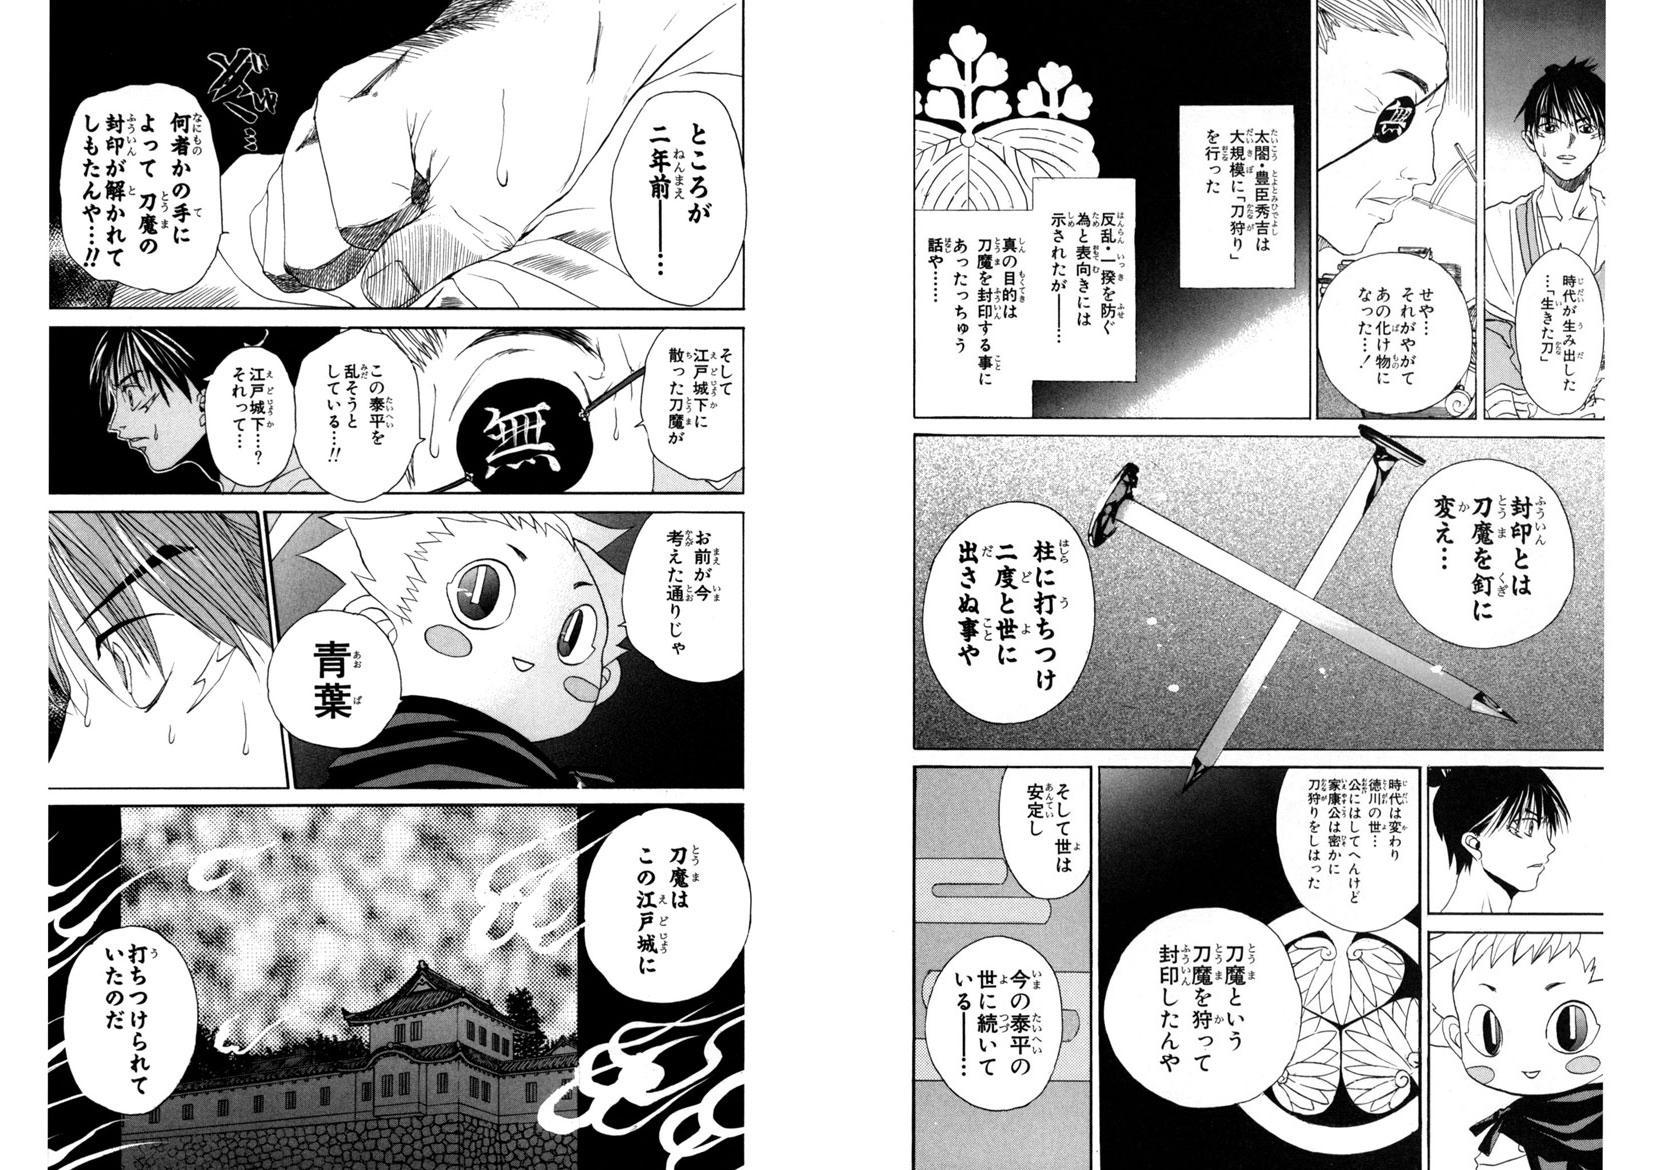 時代が生み出した
…「生きた刀」
せや…
それがやがて
あの化け物に
なった…!
太閤・豊臣秀吉は
大規模に「刀狩り」
を行った
反乱・一揆を防ぐ
為と表向きには
示されたが――…
真の目的は
刀魔を封印する事に
あったっちゅう
話や……
無
封印とは
刀魔を釘に
変え…
柱に打ちつけ
二度と世に
出さぬ事や
時代は変わり
徳川の世…
公にはしてへんけど
家康公は密かに
刀狩りをしはった
刀魔という
刀魔を狩って
封印したんや
そして世は
安定し
今の泰平の
世に続いて
いる――…
ところが
二年前――…
何者かの手に
よって 刀魔の
封印が解かれて
しもたんや…!!
そして
江戸城下に
散った刀魔が
無
この泰平を
乱そうと
している…!!
江戸城下…?
それって…
お前が今
考えた通りじゃ
青葉
刀魔は
この江戸城に
打ちつけられて
いたのだ